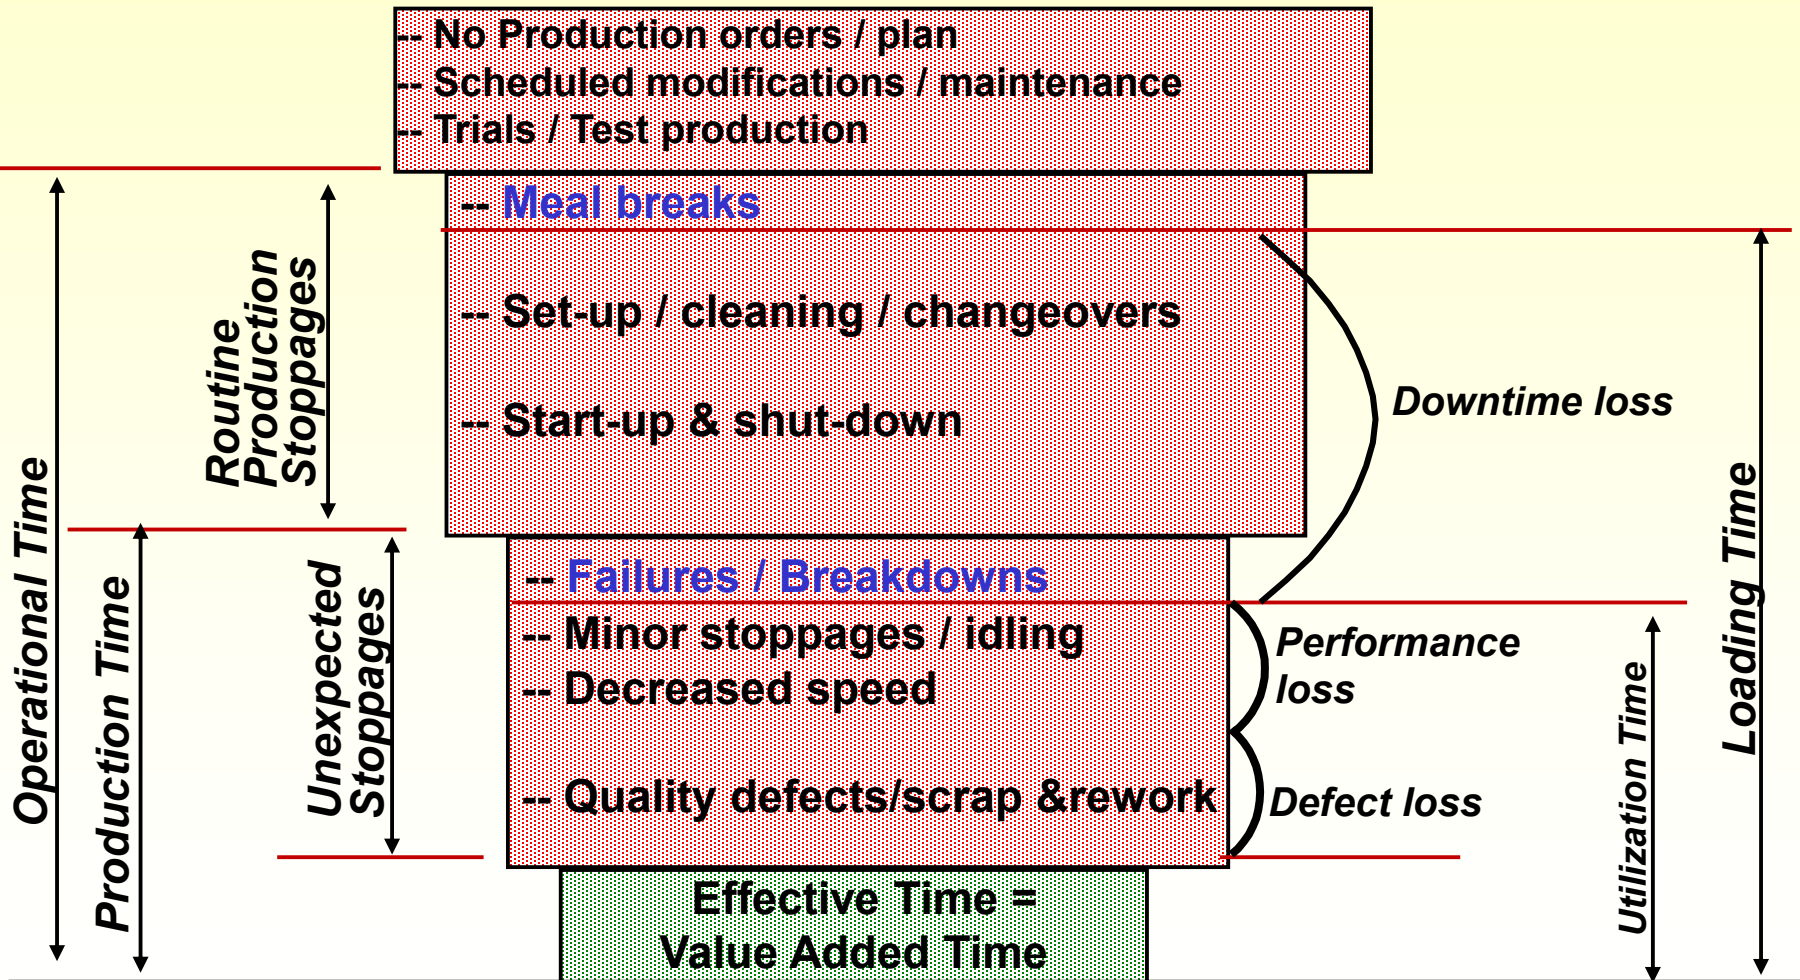 -- No Production orders / plan
-- Scheduled modifications / maintenance
-- Trials / Test production
-- Meal breaks
-- Set-up / cleaning / changeovers
-- Start-up & shut-down
-- Failures / Breakdowns
-- Minor stoppages / idling
-- Decreased speed
-- Quality defects/scrap &rework
Effective Time =
Value Added Time
Operational Time
Production Time
Routine
Production
Stoppages
Unexpected
Stoppages
Downtime loss
Performance
loss
Defect loss
Utilization Time
Loading Time